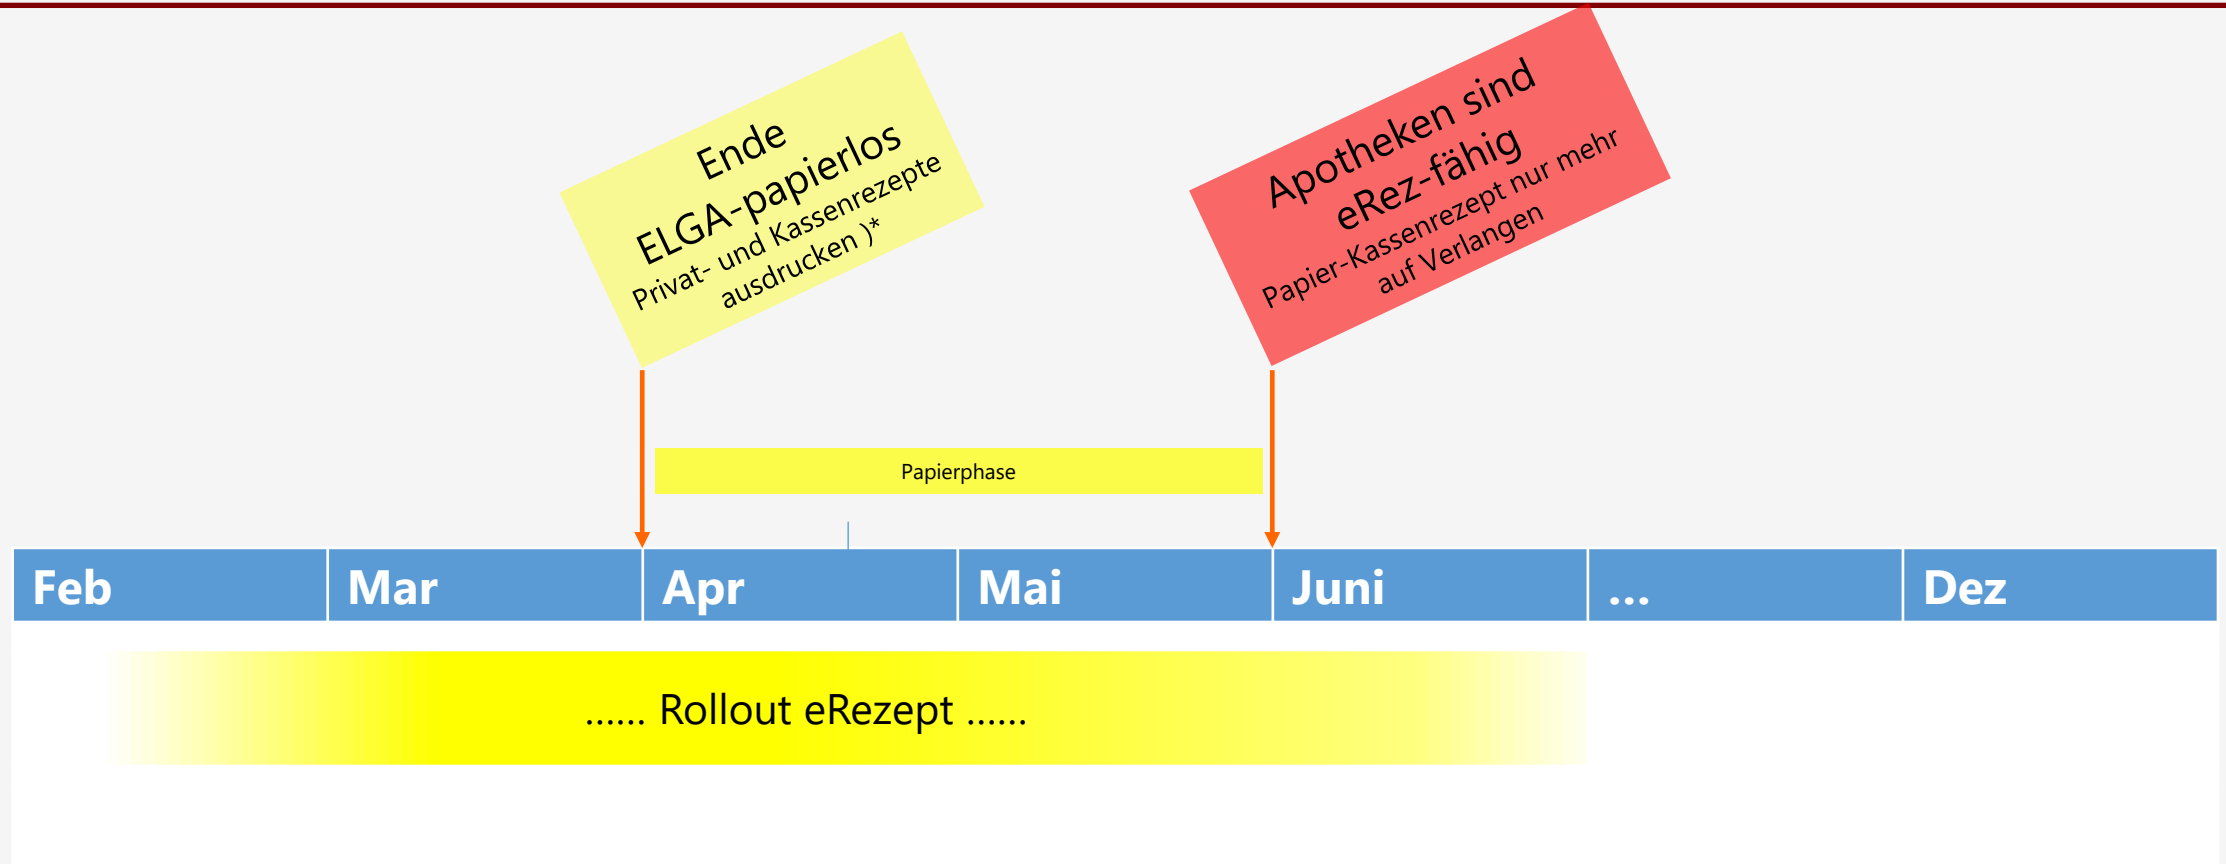 Ende
ELGA-papierlos
Privat- und Kassenrezepte
ausdrucken )*
Apotheken sind
eRez-fähig
Papier-Kassenrezept nur mehr
auf Verlangen
Papierphase
Feb Mar Apr Mai Juni ... Dez
...... Rollout eRezept ......